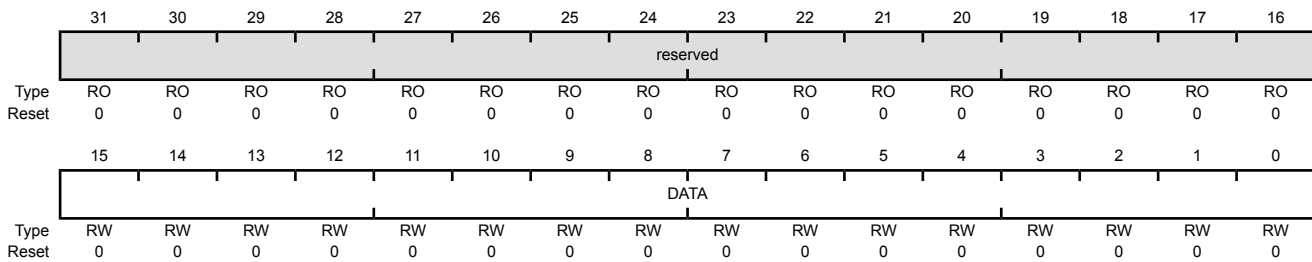 31 30 29 28 27 26 25 24 23 22 21 20 19 18 17 16
reserved
Type RO RO RO RO RO RO RO RO RO RO RO RO RO RO RO RO
Reset 0 0 0 0 0 0 0 0 0 0 0 0 0 0 0 0
15 14 13 12 11 10 9 8 7 6 5 4 3 2 1 0
DATA
Type RW RW RW RW RW RW RW RW RW RW RW RW RW RW RW RW
Reset 0 0 0 0 0 0 0 0 0 0 0 0 0 0 0 0